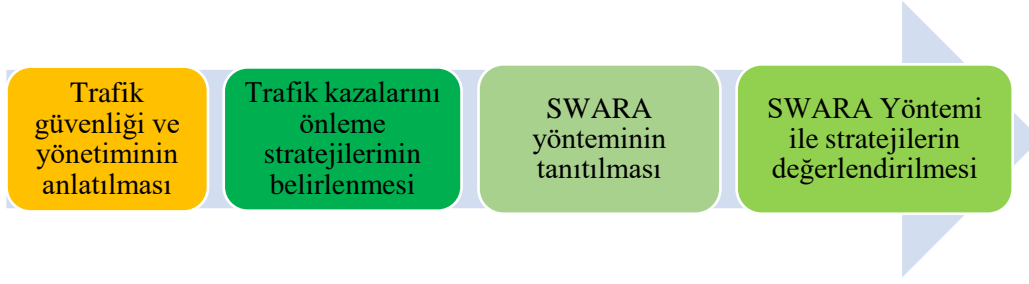 Trafik
güvenliği ve
yönetiminin
anlatılması
Trafik kazalarını
önleme
stratejilerinin
belirlenmesi
SWARA
yönteminin
tanıtılması
SWARA Yöntemi
ile stratejilerin
değerlendirilmesi